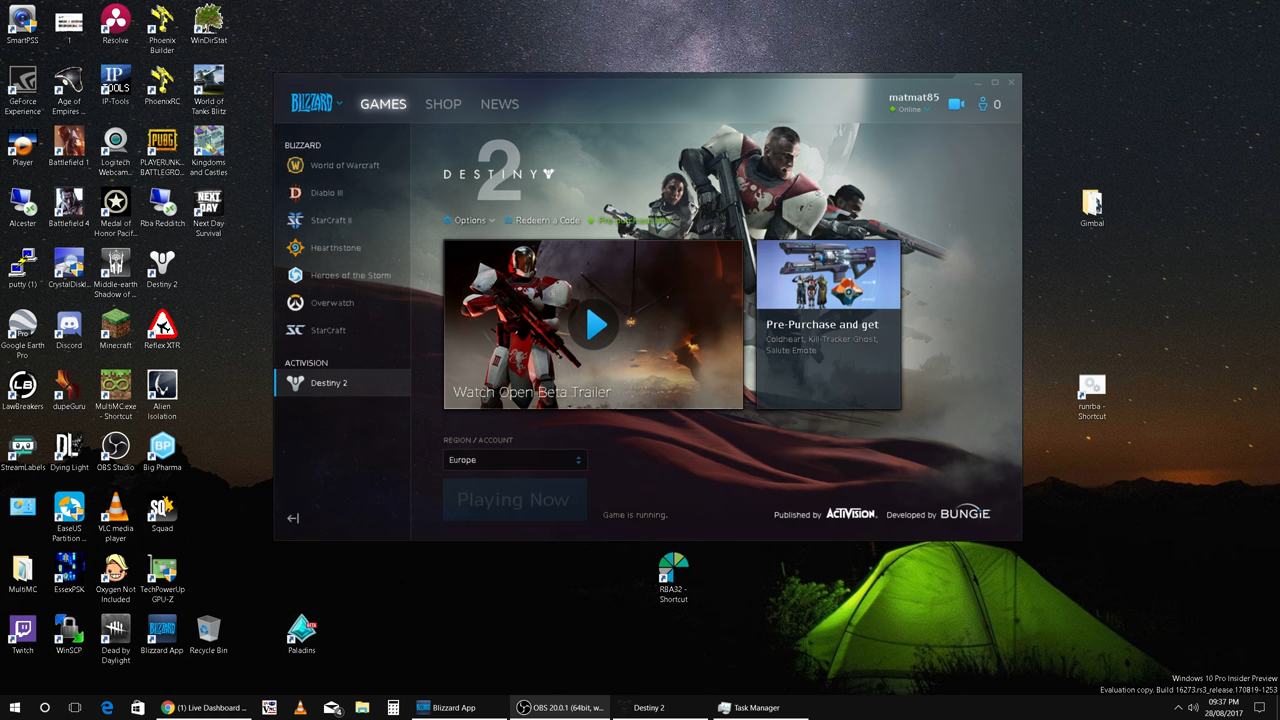 SmartPSS
1
Resolve
Phoenix Builder
WinDirStat
GeForce Experience
Age of Empires ...
IP-Tools
PhoenixRC
World of Tanks Blitz
Player
Battlefield 1
Logitech Webcam...
PLAYERUNK... BATTLEGRO...
Kingdoms and Castles
Alcester
Battlefield 4
Medal of Honor Pacif...
Rba Redditch
Next Day Survival
putty (1)
CrystalDiskI...
Middle-earth Shadow of ...
Destiny 2
Google Earth Pro
Discord
Minecraft
Reflex XTR
LawBreakers
dupeGuru
MultiMC.exe - Shortcut
Alien Isolation
StreamLabels
Dying Light
OBS Studio
Big Pharma
EaseUS Partition ...
VLC media player
Squad
MultiMC
EssexPSK
Oxygen Not Included
TechPowerUp GPU-Z
Twitch
WinSCP
Dead by Daylight
Blizzard App
Recycle Bin
Paladins
RBA32 - Shortcut
Gimbal
runrba - Shortcut
BLIZZARD
GAMES
SHOP
NEWS
matmat85
Online
0
BLIZZARD
World of Warcraft
Diablo III
StarCraft II
Hearthstone
Heroes of the Storm
Overwatch
StarCraft
ACTIVISION
Destiny 2
DESTINY 2
Options
Redeem a Code
Watch Open Beta Trailer
Pre-Purchase and get
Coldheart, Kill-Tracker Ghost,
Salute Emote
REGION / ACCOUNT
Europe
Playing Now
Game is running.
Published by ACTIVISION. Developed by BUNGiE
Windows 10 Pro Insider Preview
Evaluation copy. Build 16273.rs3_release.170819-1253
(1) Live Dashboard ...
Blizzard App
OBS 20.0.1 (64bit, w...
Destiny 2
Task Manager
09:37 PM
28/08/2017